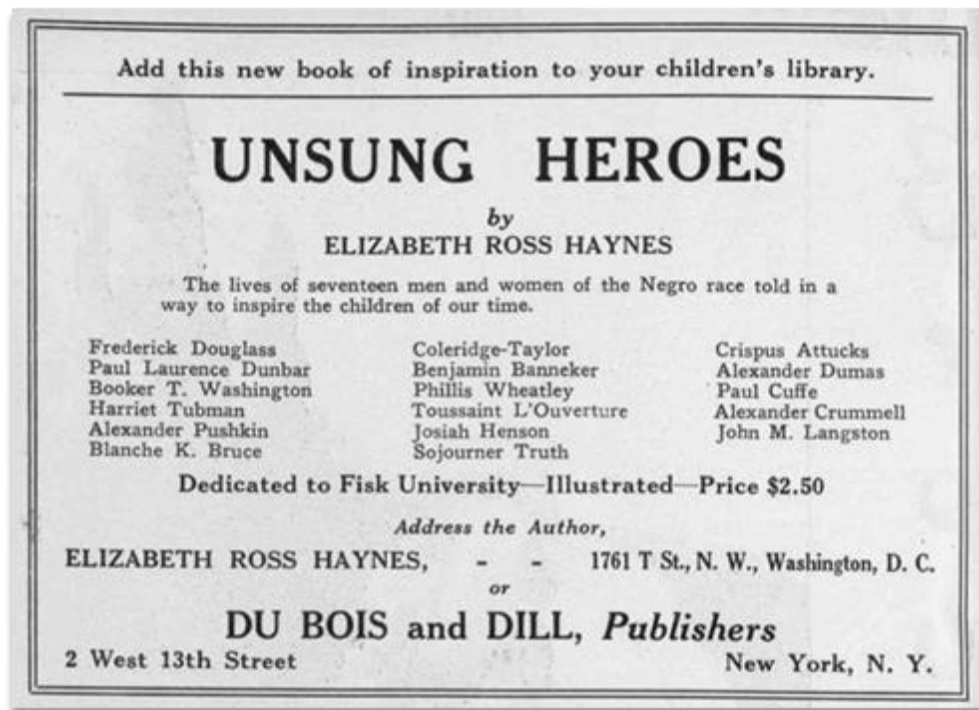 Add this new book of inspiration to your children's library.
UNSUNG HEROES
by
ELIZABETH ROSS HAYNES
The lives of seventeen men and women of the Negro race told in a
way to inspire the children of our time.
Frederick Douglass
Paul Laurence Dunbar
Booker T. Washington
Harriet Tubman
Alexander Pushkin
Blanche K. Bruce
Coleridge-Taylor
Benjamin Banneker
Phillis Wheatley
Toussaint L'Ouverture
Josiah Henson
Sojourner Truth
Crispus Attucks
Alexander Dumas
Paul Cuffe
Alexander Crummell
John M. Langston
Dedicated to Fisk University—Illustrated—Price $2.50
Address the Author,
ELIZABETH ROSS HAYNES, - - 1761 T St., N. W., Washington, D. C.
or
DU BOIS and DILL, Publishers
2 West 13th Street New York, N. Y.